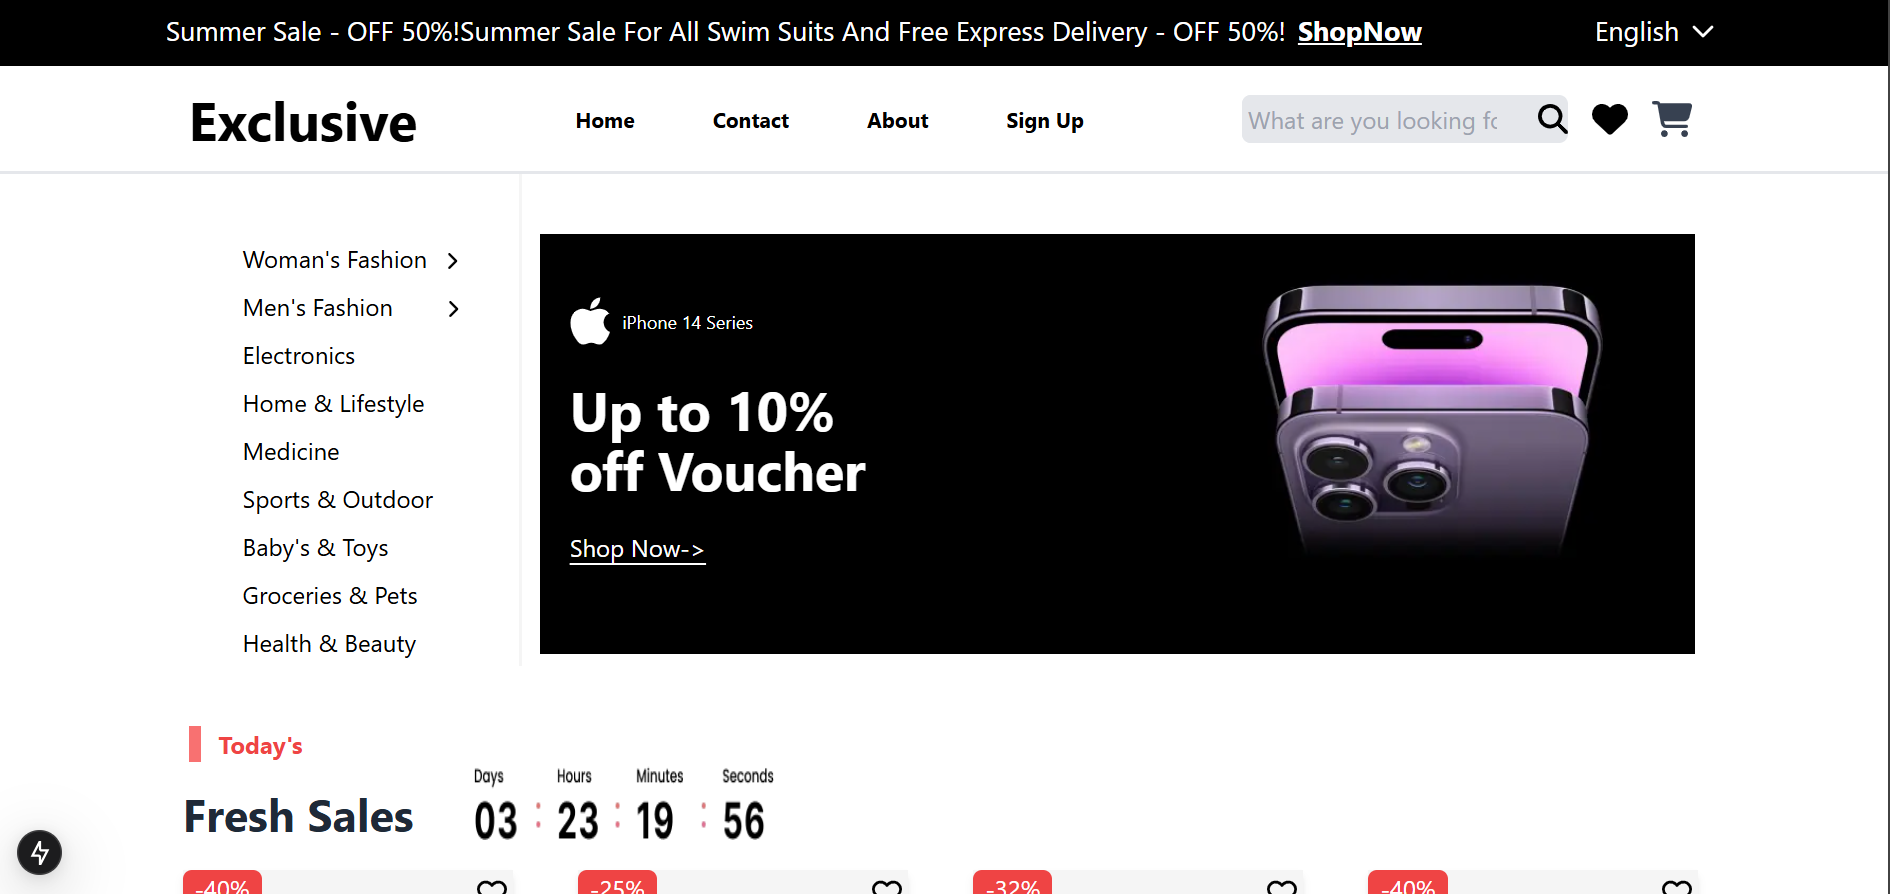 Summer Sale - OFF 50%!Summer Sale For All Swim Suits And Free Express Delivery - OFF 50%! ShopNow
English
Exclusive
Home
Contact
About
Sign Up
What are you looking fo
Woman's Fashion
Men's Fashion
Electronics
Home & Lifestyle
Medicine
Sports & Outdoor
Baby's & Toys
Groceries & Pets
Health & Beauty
iPhone 14 Series
Up to 10%
off Voucher
Shop Now->
Today's
Fresh Sales
Days Hours Minutes Seconds
03 : 23 : 19 : 56
-40%
-25%
-32%
-40%